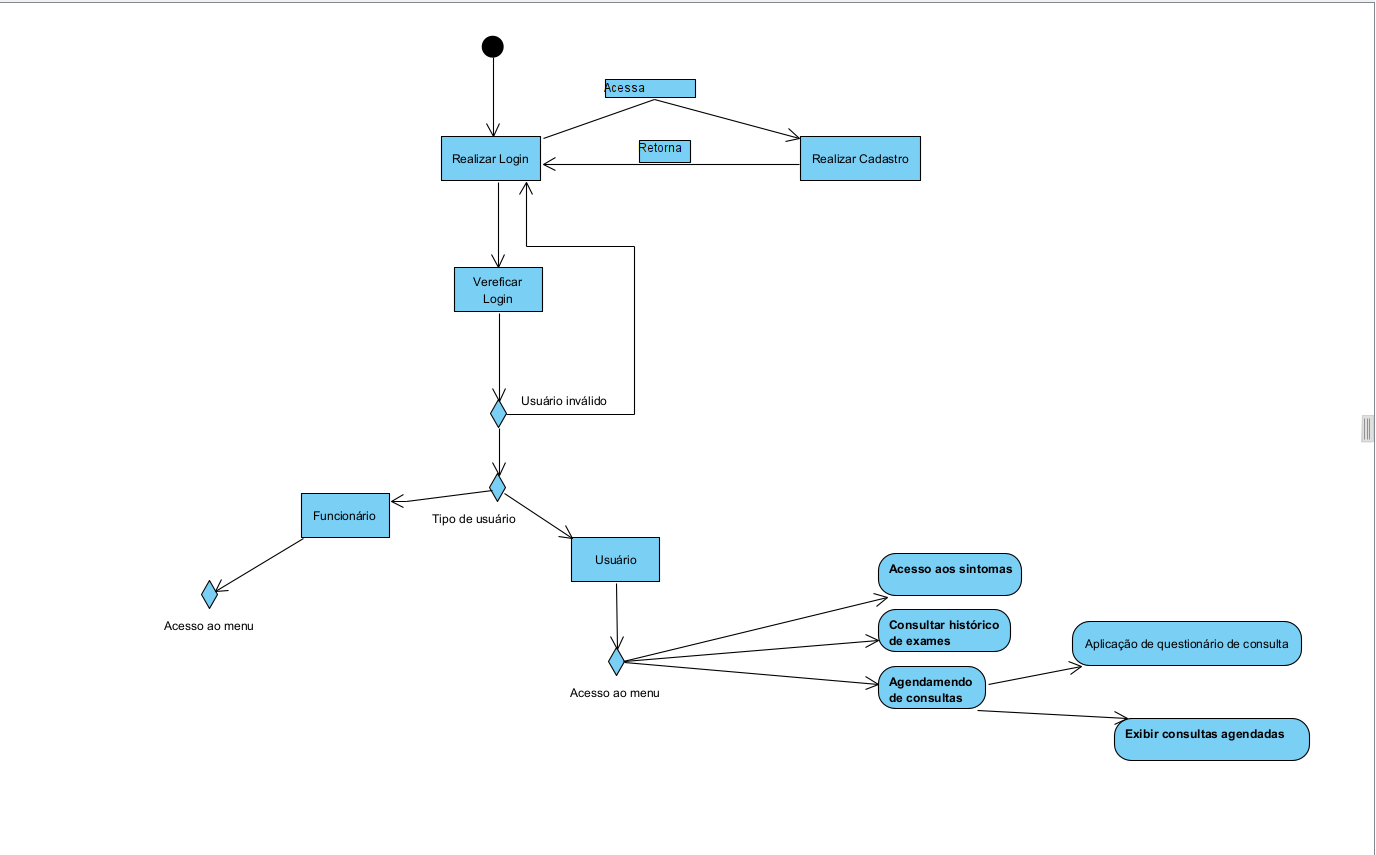 Acessa
Retorna
Realizar Login
Realizar Cadastro
Vereficar
Login
Usuário inválido
Funcionário
Tipo de usuário
Usuário
Acesso ao menu
Acesso ao menu
Acesso aos sintomas
Consultar histórico
de exames
Agendamendo
de consultas
Aplicação de questionário de consulta
Exibir consultas agendadas